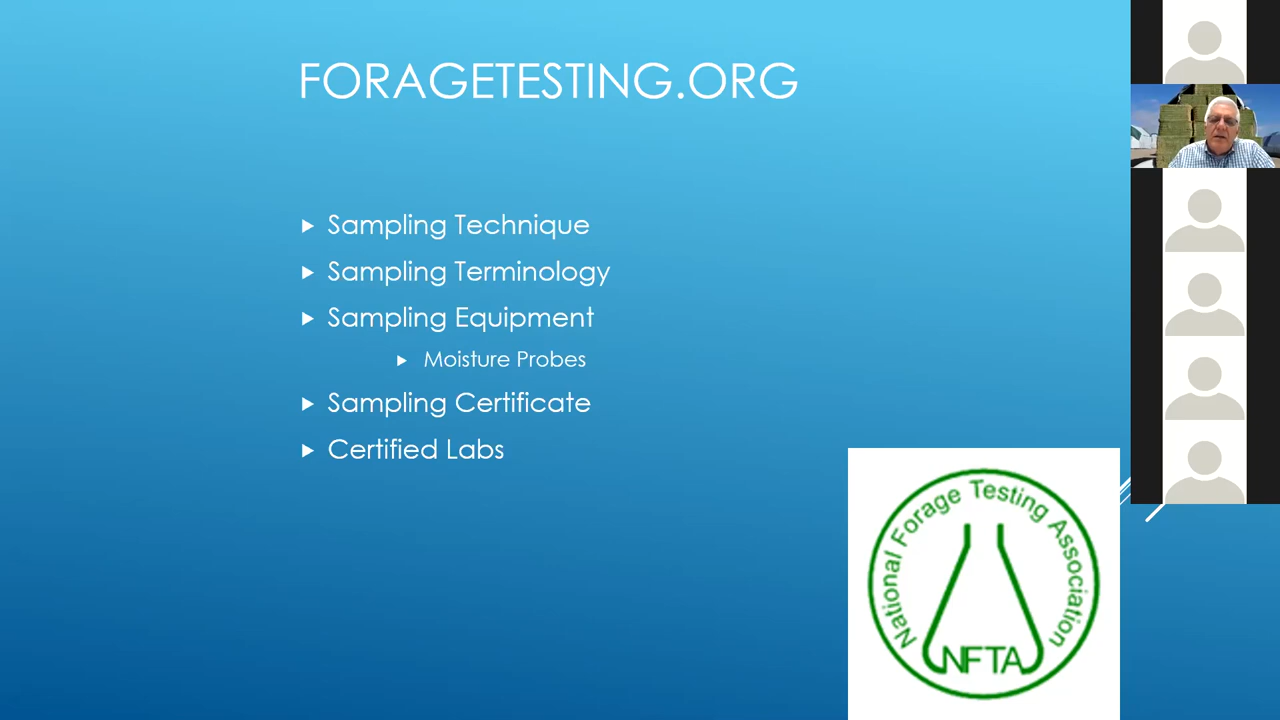 FORAGETESTING.ORG
Sampling Technique
Sampling Terminology
Sampling Equipment
Moisture Probes
Sampling Certificate
Certified Labs
National Forage Testing Association
NFTA